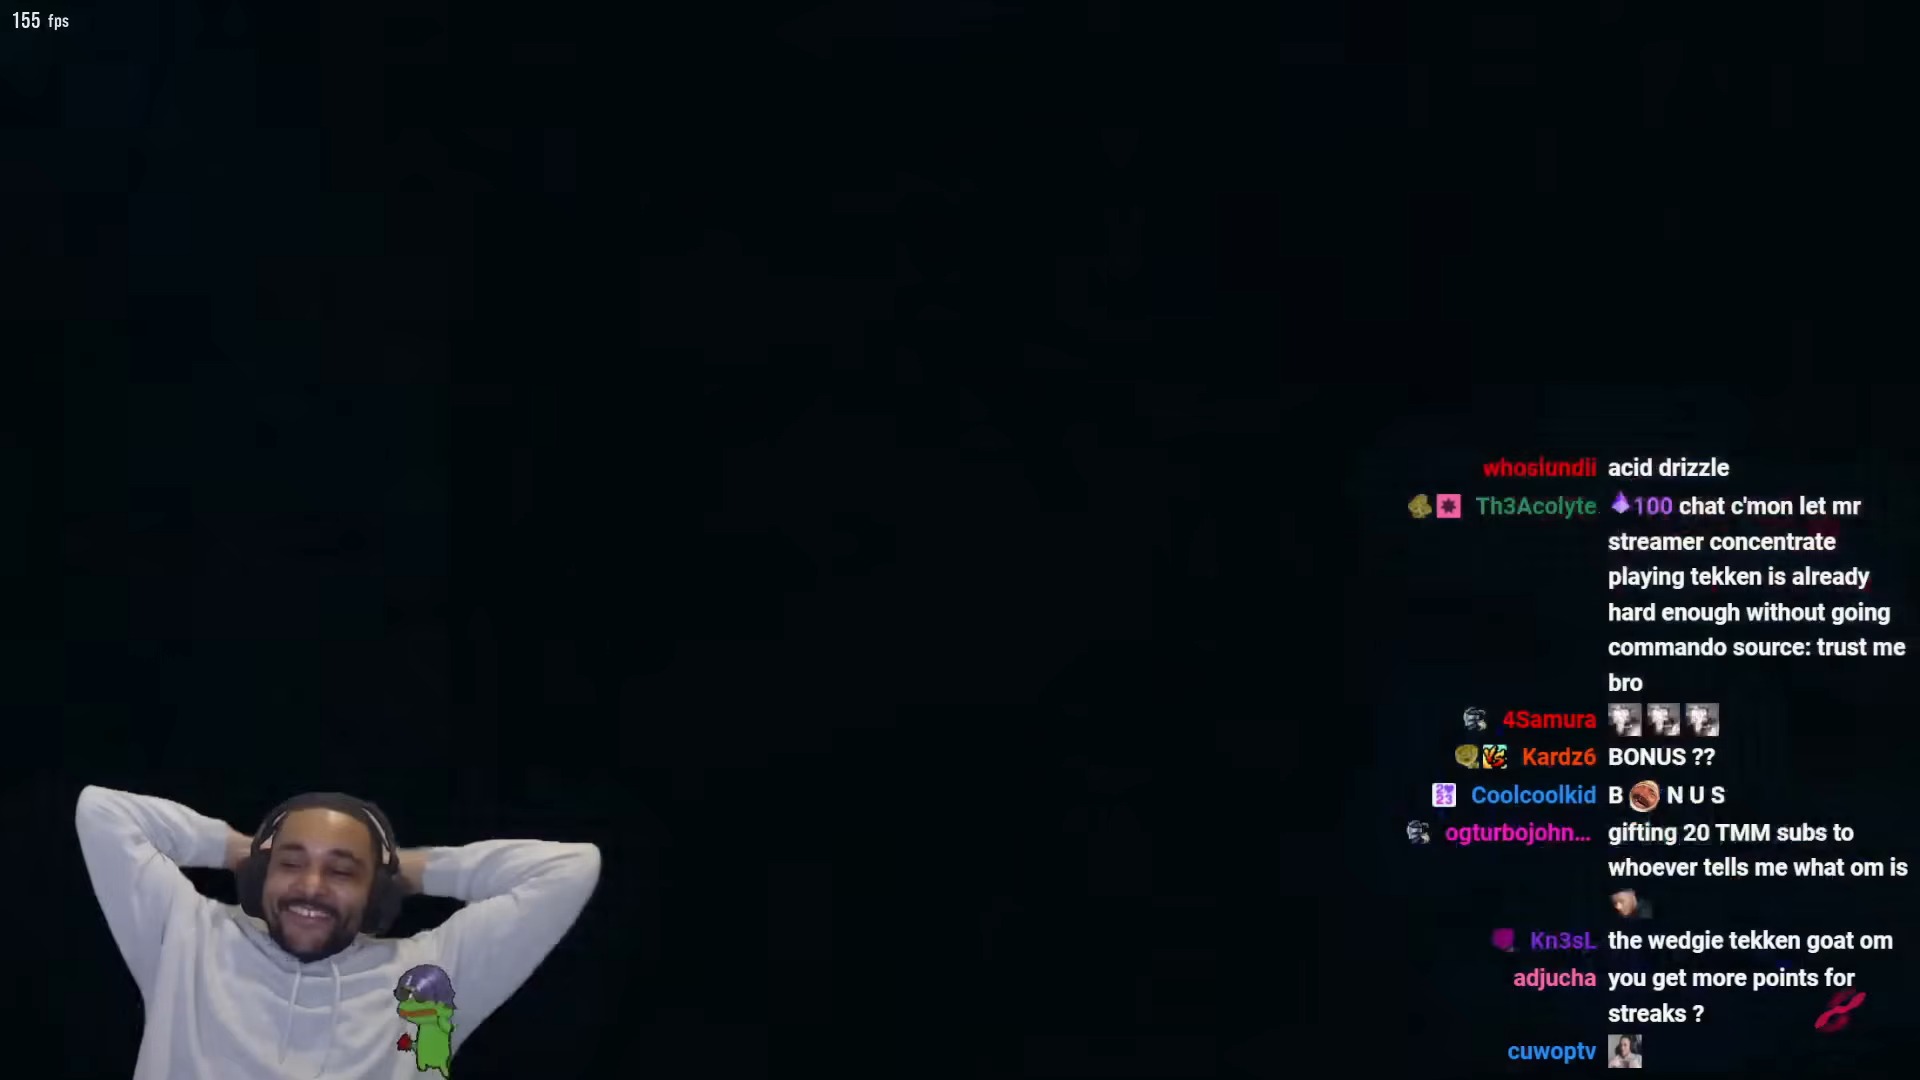 155 fps
whoslundli acid drizzle
Th3Acolyte 100 chat c'mon let mr
streamer concentrate
playing tekken is already
hard enough without going
commando source: trust me
bro
4Samura
Kardz6 BONUS ??
Coolcoolkid B N U S
ogturbojohn... gifting 20 TMM subs to
whoever tells me what om is
Kn3sL the wedgie tekken goat om
adjucha you get more points for
streaks ?
cuwoptv